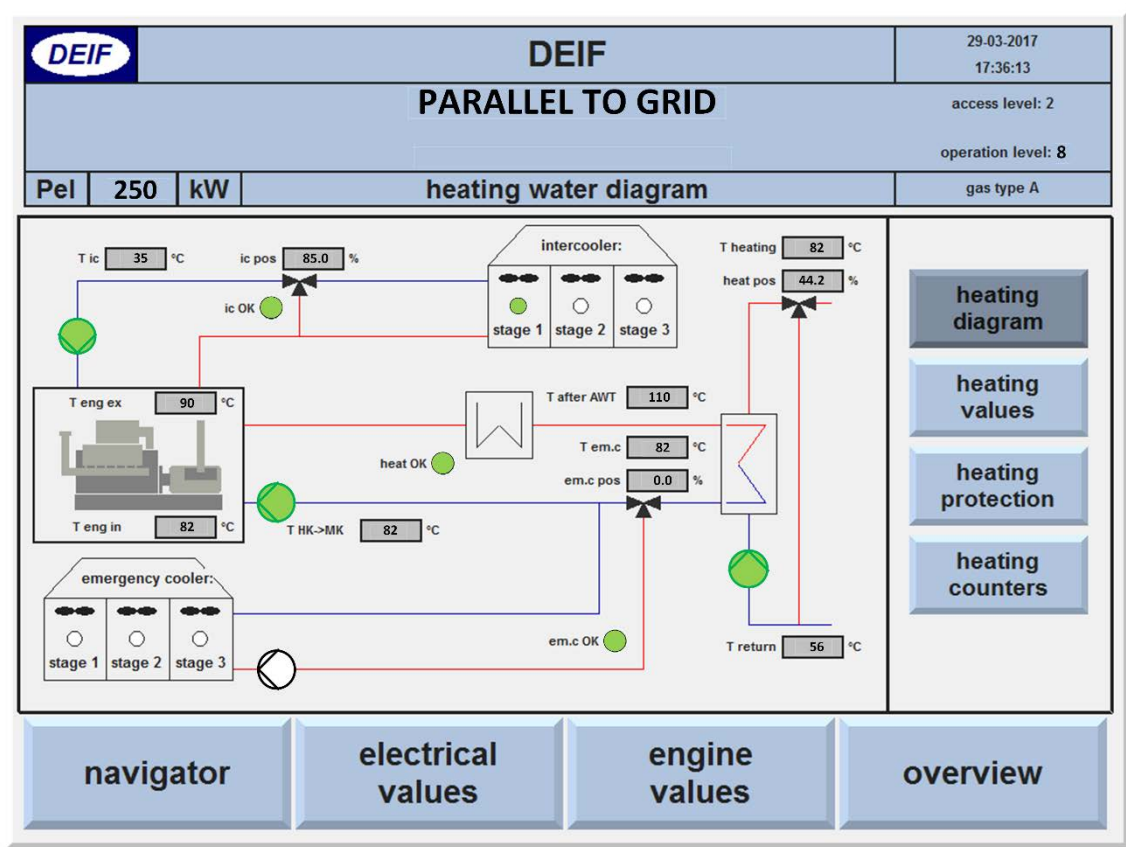 DEIF
DEIF
29-03-2017
17:36:13
PARALLEL TO GRID
access level: 2
operation level: 8
Pel 250 kW
heating water diagram
gas type A
T ic 35 °C
ic pos 85.0 %
intercooler:
T heating 82 °C
heat pos 44.2 %
ic OK
stage 1 stage 2 stage 3
T eng ex 90 °C
T after AWT 110 °C
T em.c 82 °C
heat OK
em.c pos 0.0 %
T eng in 82 °C
T HK->MK 82 °C
emergency cooler:
stage 1 stage 2 stage 3
em.c OK
T return 56 °C
heating
diagram
heating
values
heating
protection
heating
counters
navigator
electrical
values
engine
values
overview